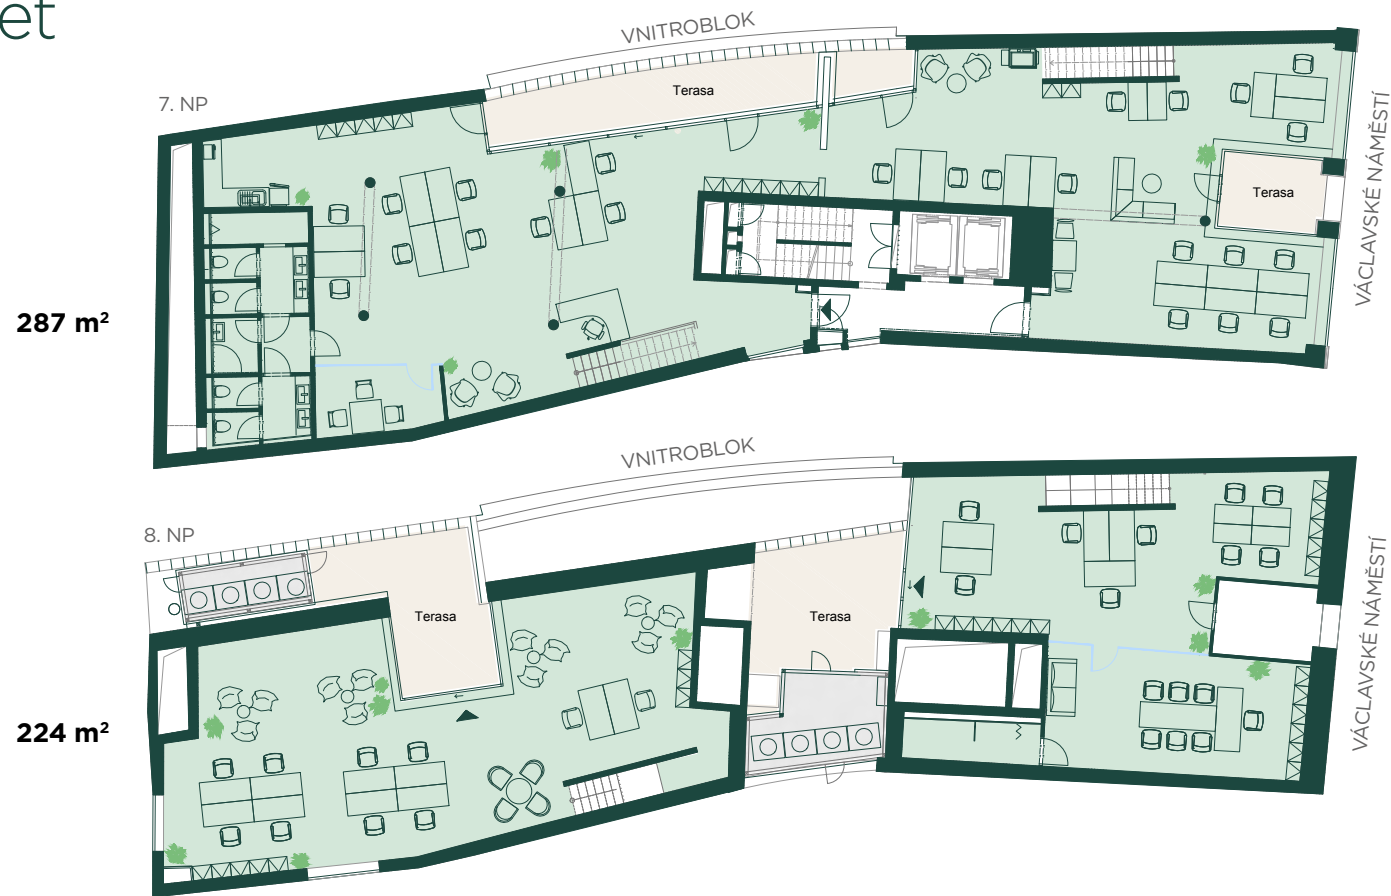 et
VNITROBLOK
7. NP
Terasa
VÁCLAVSKÉ NÁMĚSTÍ
Terasa
287 m²
VNITROBLOK
8. NP
Terasa
Terasa
VÁCLAVSKÉ NÁMĚSTÍ
224 m²